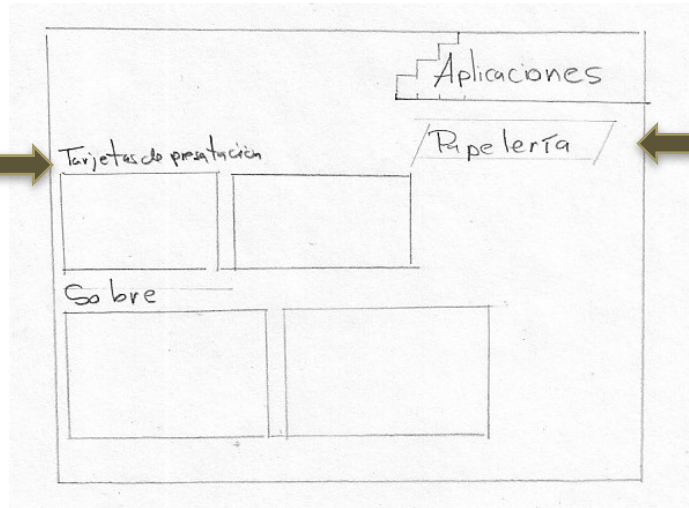 Aplicaciones
Papelería
Tarjetas de presentación
Sobre